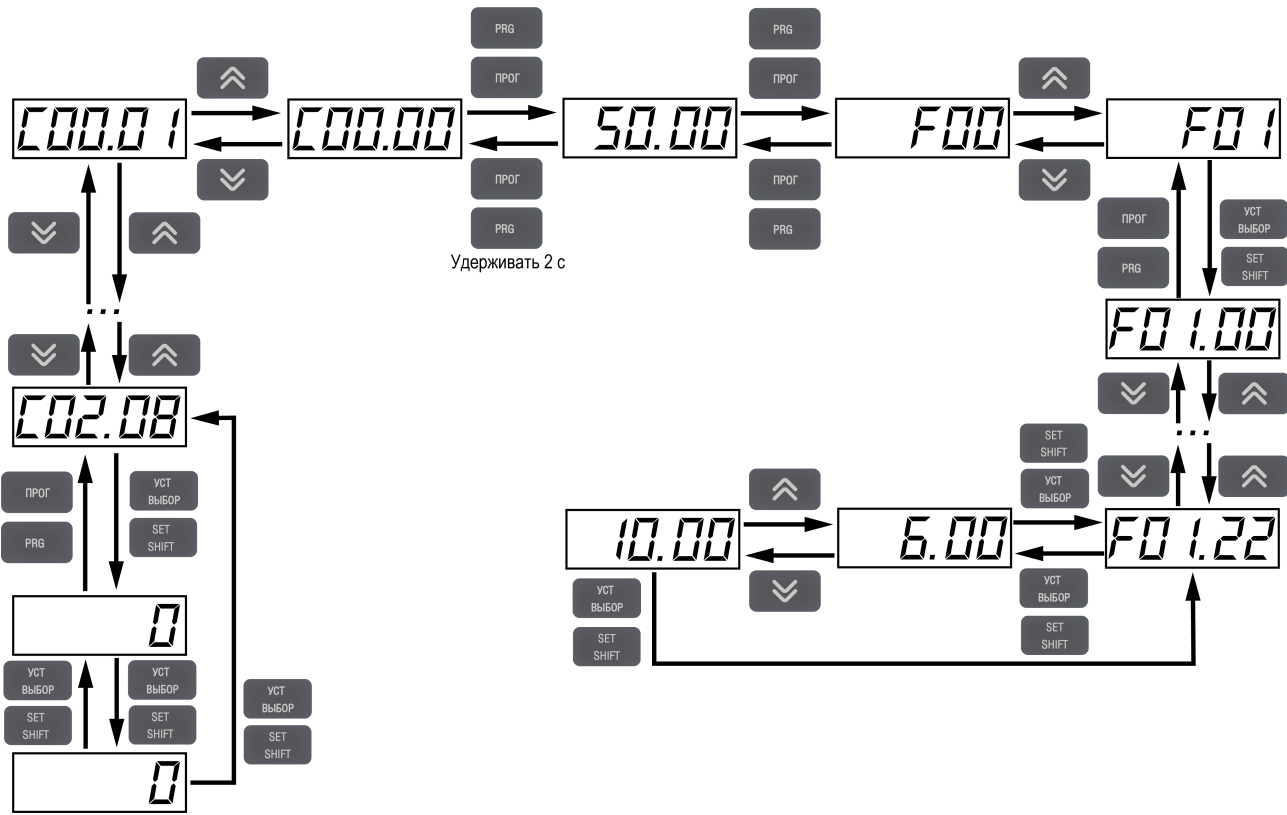 PRG
PRG
ПРОГ
ПРОГ
C00.01
C00.00
50.00
F00
F01
ПРОГ
ПРОГ
PRG
PRG
Удерживать 2 с
ПРОГ
PRG
УСТ
ВЫБОР
SET
SHIFT
F01.00
...
...
C02.08
SET
SHIFT
УСТ
ВЫБОР
ПРОГ
PRG
УСТ
ВЫБОР
SET
SHIFT
10.00
6.00
F01.22
УСТ
ВЫБОР
SET
SHIFT
УСТ
ВЫБОР
SET
SHIFT
0
УСТ
ВЫБОР
SET
SHIFT
УСТ
ВЫБОР
SET
SHIFT
УСТ
ВЫБОР
SET
SHIFT
0